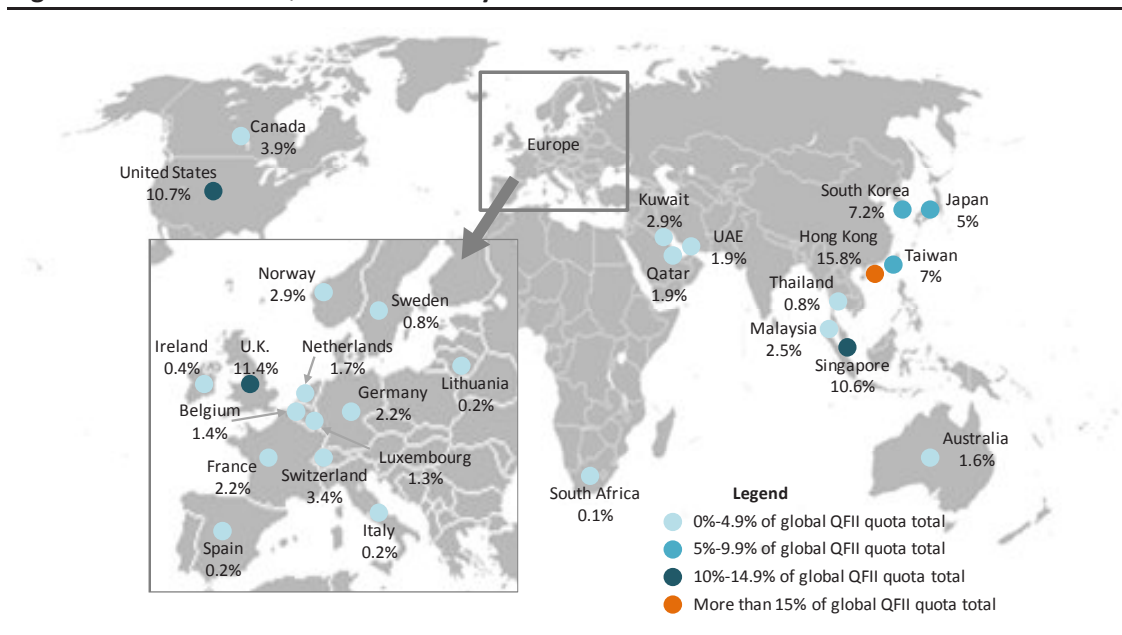 Canada
3.9%
United States
10.7%
Europe
Kuwait
2.9%
UAE
1.9%
Qatar
1.9%
South Korea
7.2%
Japan
5%
Hong Kong
15.8%
Taiwan
7%
Thailand
0.8%
Malaysia
2.5%
Singapore
10.6%
Norway
2.9%
Sweden
0.8%
Ireland
0.4%
U.K.
11.4%
Netherlands
1.7%
Lithuania
0.2%
Germany
2.2%
Belgium
1.4%
Luxembourg
1.3%
France
2.2%
Switzerland
3.4%
Italy
0.2%
Spain
0.2%
South Africa
0.1%
Australia
1.6%
Legend
0%-4.9% of global QFII quota total
5%-9.9% of global QFII quota total
10%-14.9% of global QFII quota total
More than 15% of global QFII quota total